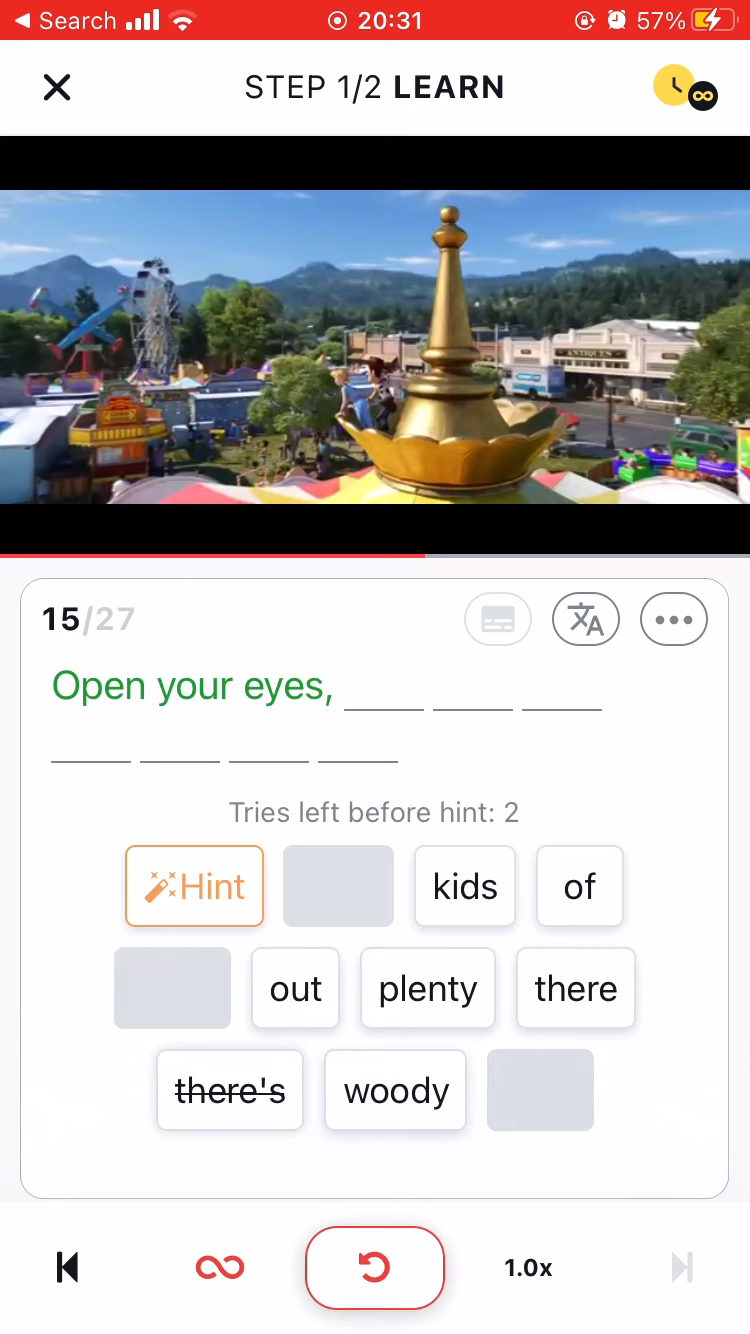 Search 20:31 57%
STEP 1/2 LEARN
ANTIQUES
15/27
Open your eyes,
Tries left before hint: 2
Hint kids of
out plenty there
there's woody
1.0x